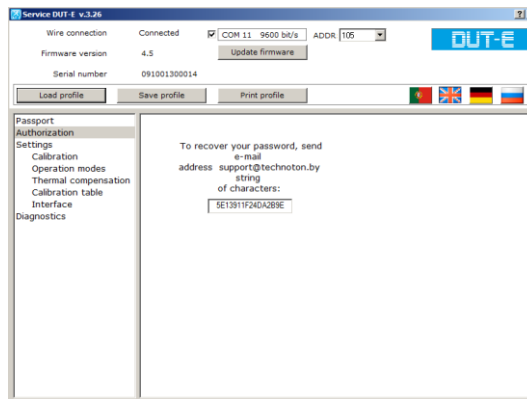 Service DUT-E v.3.26
Wire connection Connected COM 11 9600 bit/s ADDR 105
DUT-E
Firmware version 4.5 Update firmware
Serial number 091001300014
Load profile Save profile Print profile
Passport
Authorization
Settings
Calibration
Operation modes
Thermal compensation
Calibration table
Interface
Diagnostics
To recover your password, send
e-mail
address support@technoton.by
string
of characters:
5E13911F24DA2B9E